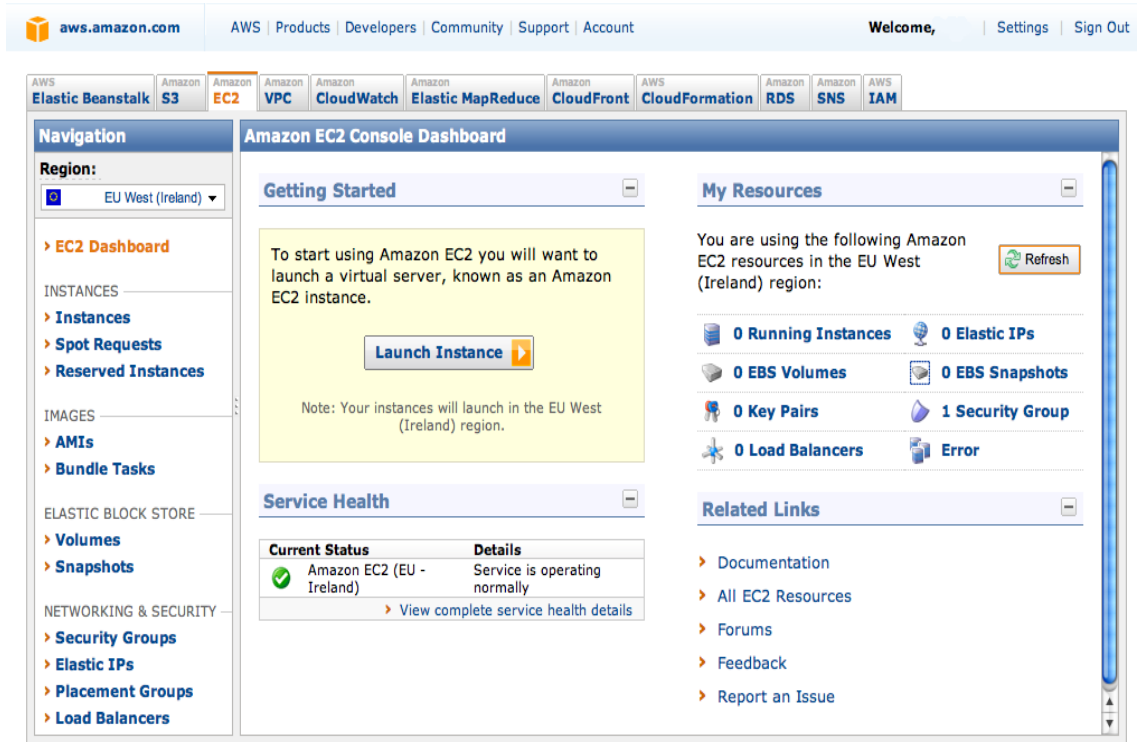 aws.amazon.com
AWS | Products | Developers | Community | Support | Account
Welcome, | Settings | Sign Out
AWS Elastic Beanstalk
Amazon S3
Amazon EC2
Amazon VPC
Amazon CloudWatch
Amazon Elastic MapReduce
Amazon CloudFront
AWS CloudFormation
Amazon RDS
Amazon SNS
AWS IAM
Navigation
Region:
EU West (Ireland)
EC2 Dashboard
INSTANCES
Instances
Spot Requests
Reserved Instances
IMAGES
AMIs
Bundle Tasks
ELASTIC BLOCK STORE
Volumes
Snapshots
NETWORKING & SECURITY
Security Groups
Elastic IPs
Placement Groups
Load Balancers
Amazon EC2 Console Dashboard
Getting Started
To start using Amazon EC2 you will want to
launch a virtual server, known as an Amazon
EC2 instance.
Launch Instance
Note: Your instances will launch in the EU West
(Ireland) region.
Service Health
Current Status Details
Amazon EC2 (EU - Service is operating
Ireland) normally
View complete service health details
My Resources
You are using the following Amazon
EC2 resources in the EU West
(Ireland) region:
Refresh
0 Running Instances 0 Elastic IPs
0 EBS Volumes 0 EBS Snapshots
0 Key Pairs 1 Security Group
0 Load Balancers Error
Related Links
Documentation
All EC2 Resources
Forums
Feedback
Report an Issue